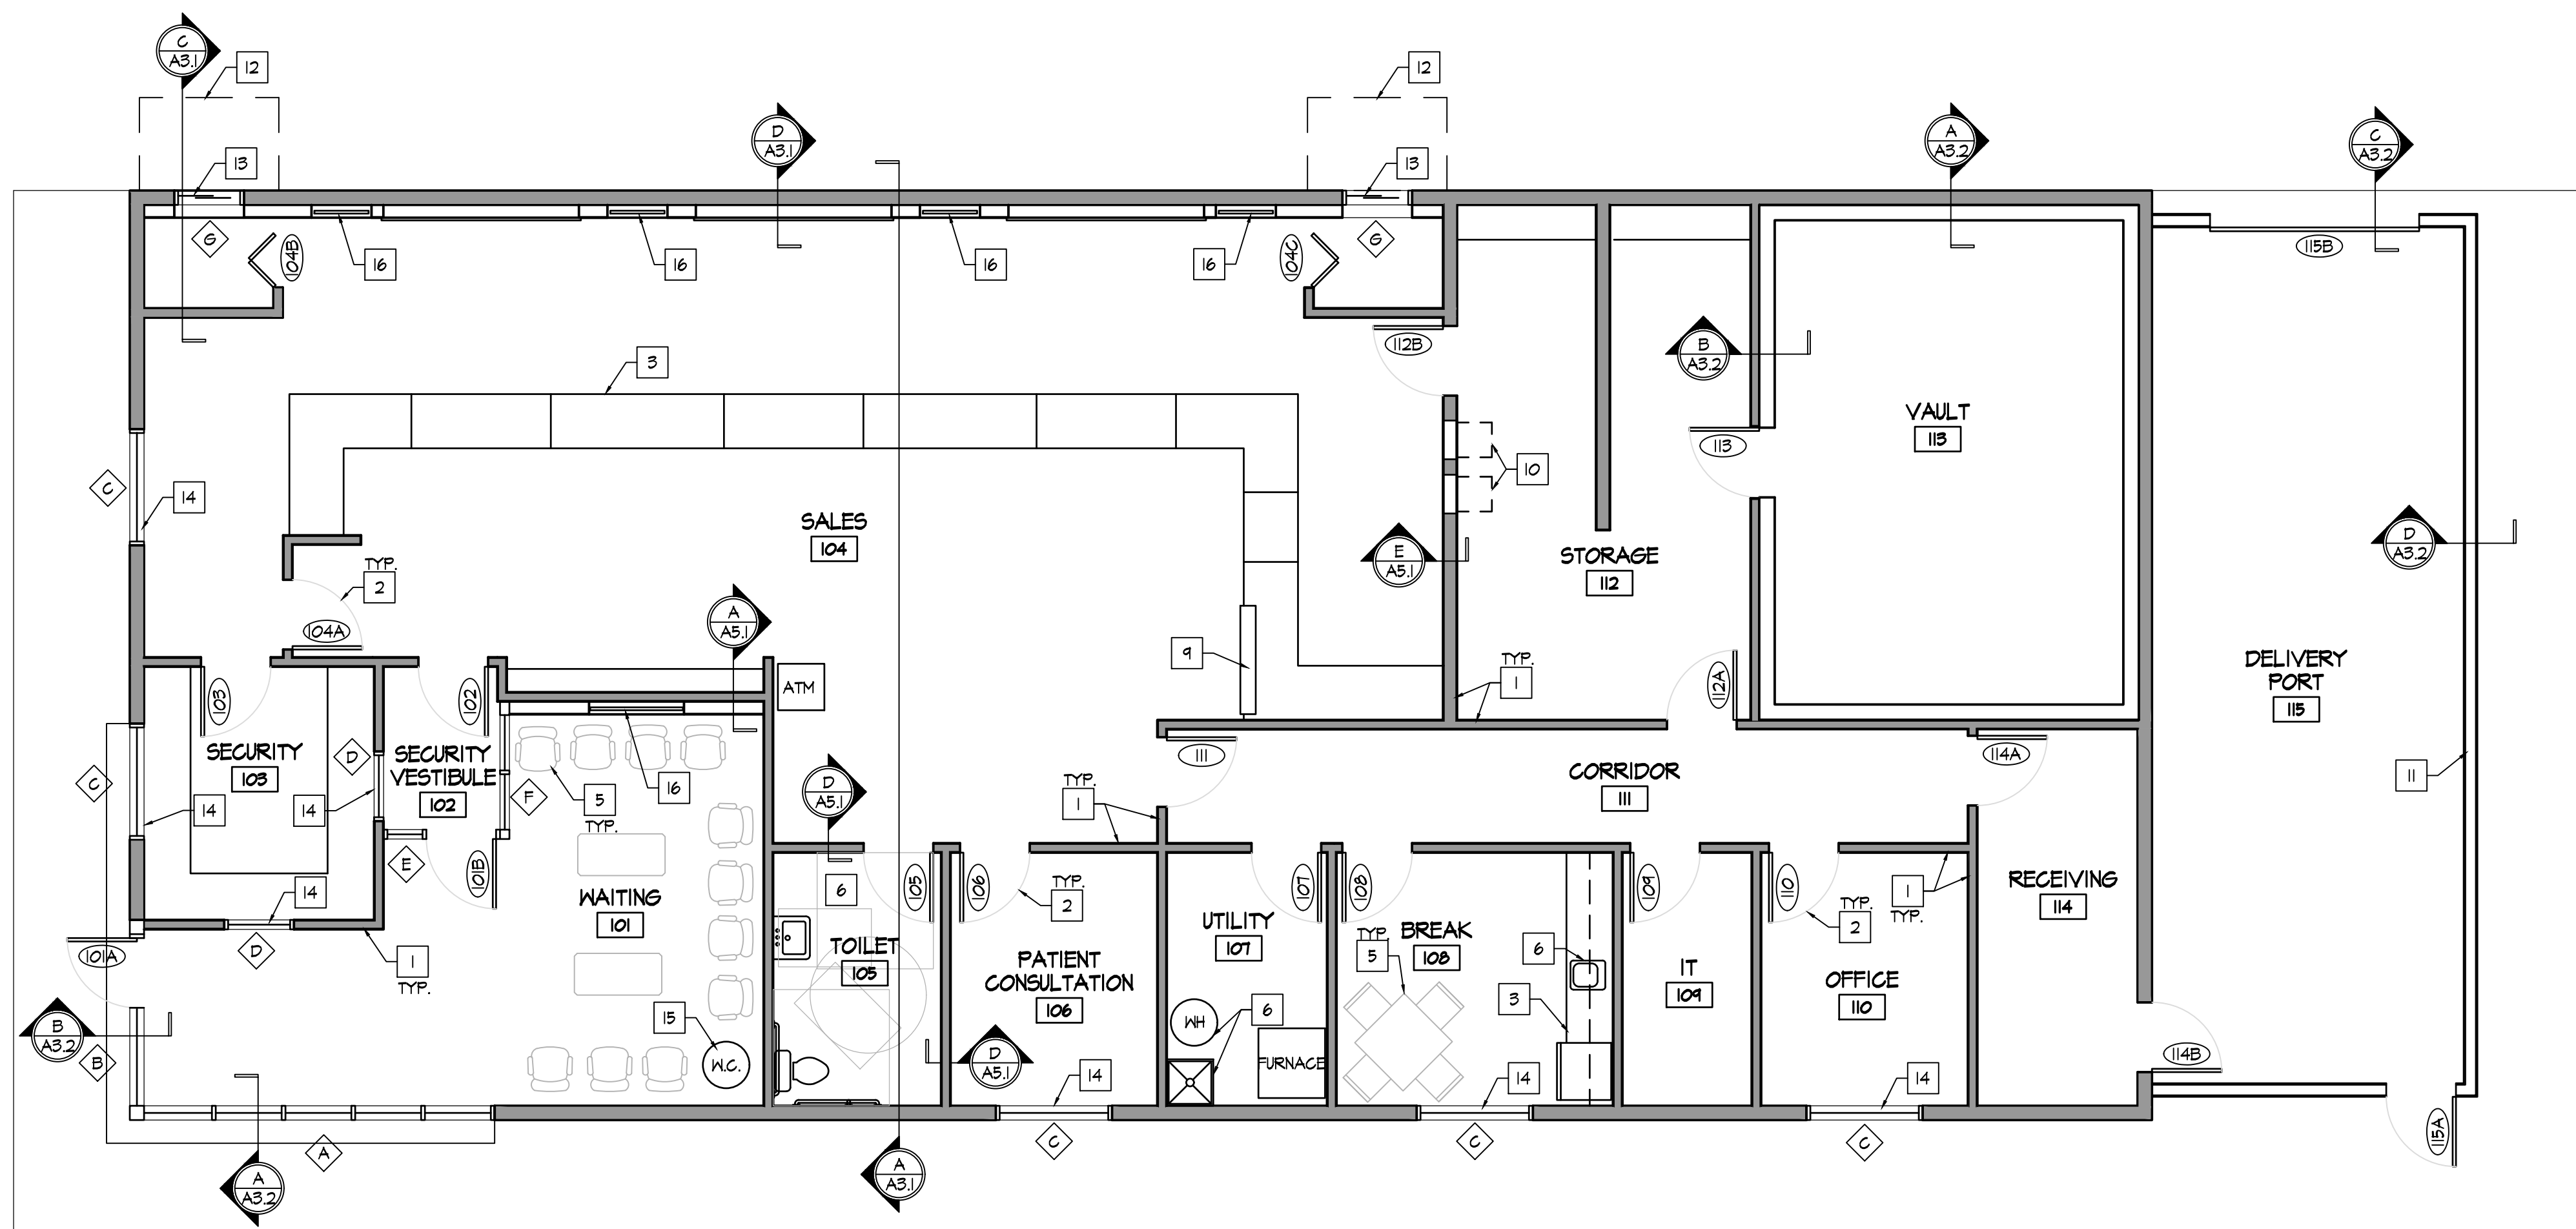 C
A3.1
12
12
D
A3.1
A
A3.2
C
A3.2
13
13
G
104B
16
16
16
16
104C
G
115B
3
112B
B
A3.2
VAULT
113
113
C
14
10
SALES
104
E
A5.1
STORAGE
112
D
A3.2
TYP.
2
104A
A
A5.1
9
TYP.
1
112A
DELIVERY
PORT
115
103
102
ATM
SECURITY
103
D
SECURITY
VESTIBULE
102
C
14
14
F
5
TYP.
16
D
A5.1
TYP.
1
111
CORRIDOR
111
114A
11
E
101B
WAITING
101
14
D
101A
1
TYP.
6
105
106
TYP.
2
TOILET
105
PATIENT
CONSULTATION
106
UTILITY
107
107
108
TYP.
5
BREAK
108
6
3
109
IT
109
110
TYP.
2
OFFICE
110
1
TYP.
RECEIVING
114
B
A3.2
B
15
W.C.
D
A5.1
14
WH
6
FURNACE
14
14
114B
115A
A
C
C
C
A
A3.2
A
A3.1